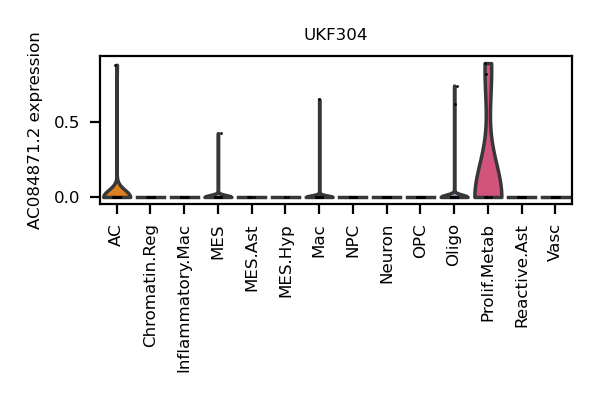 UKF304
AC084871.2 expression
0.5
0.0
AC
Chromatin.Reg
Inflammatory.Mac
MES
MES.Ast
MES.Hyp
Mac
NPC
Neuron
OPC
Oligo
Prolif.Metab
Reactive.Ast
Vasc